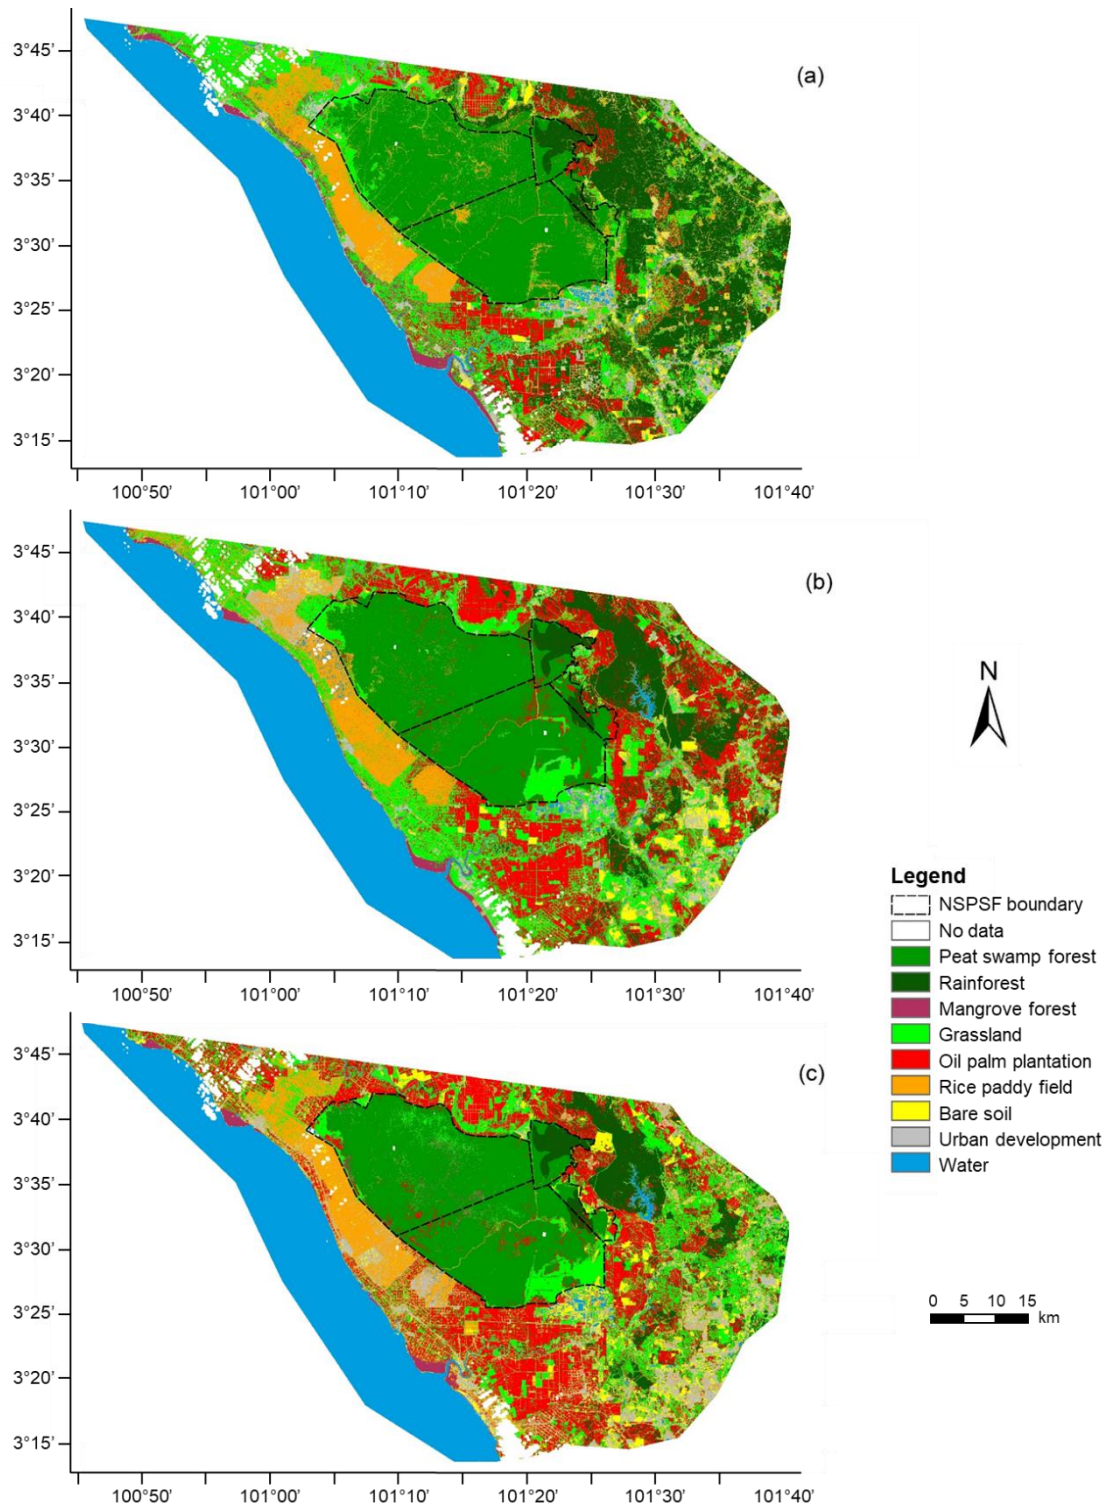 (a)
3°45’
3°40’
3°35’
3°30’
3°25’
3°20’
3°15’
100°50’ 101°00’ 101°10’ 101°20’ 101°30’ 101°40’
(b)
3°45’
3°40’
3°35’
3°30’
3°25’
3°20’
3°15’
100°50’ 101°00’ 101°10’ 101°20’ 101°30’ 101°40’
(c)
3°45’
3°40’
3°35’
3°30’
3°25’
3°20’
3°15’
100°50’ 101°00’ 101°10’ 101°20’ 101°30’ 101°40’
N
Legend
NSPSF boundary
No data
Peat swamp forest
Rainforest
Mangrove forest
Grassland
Oil palm plantation
Rice paddy field
Bare soil
Urban development
Water
0 5 10 15
km